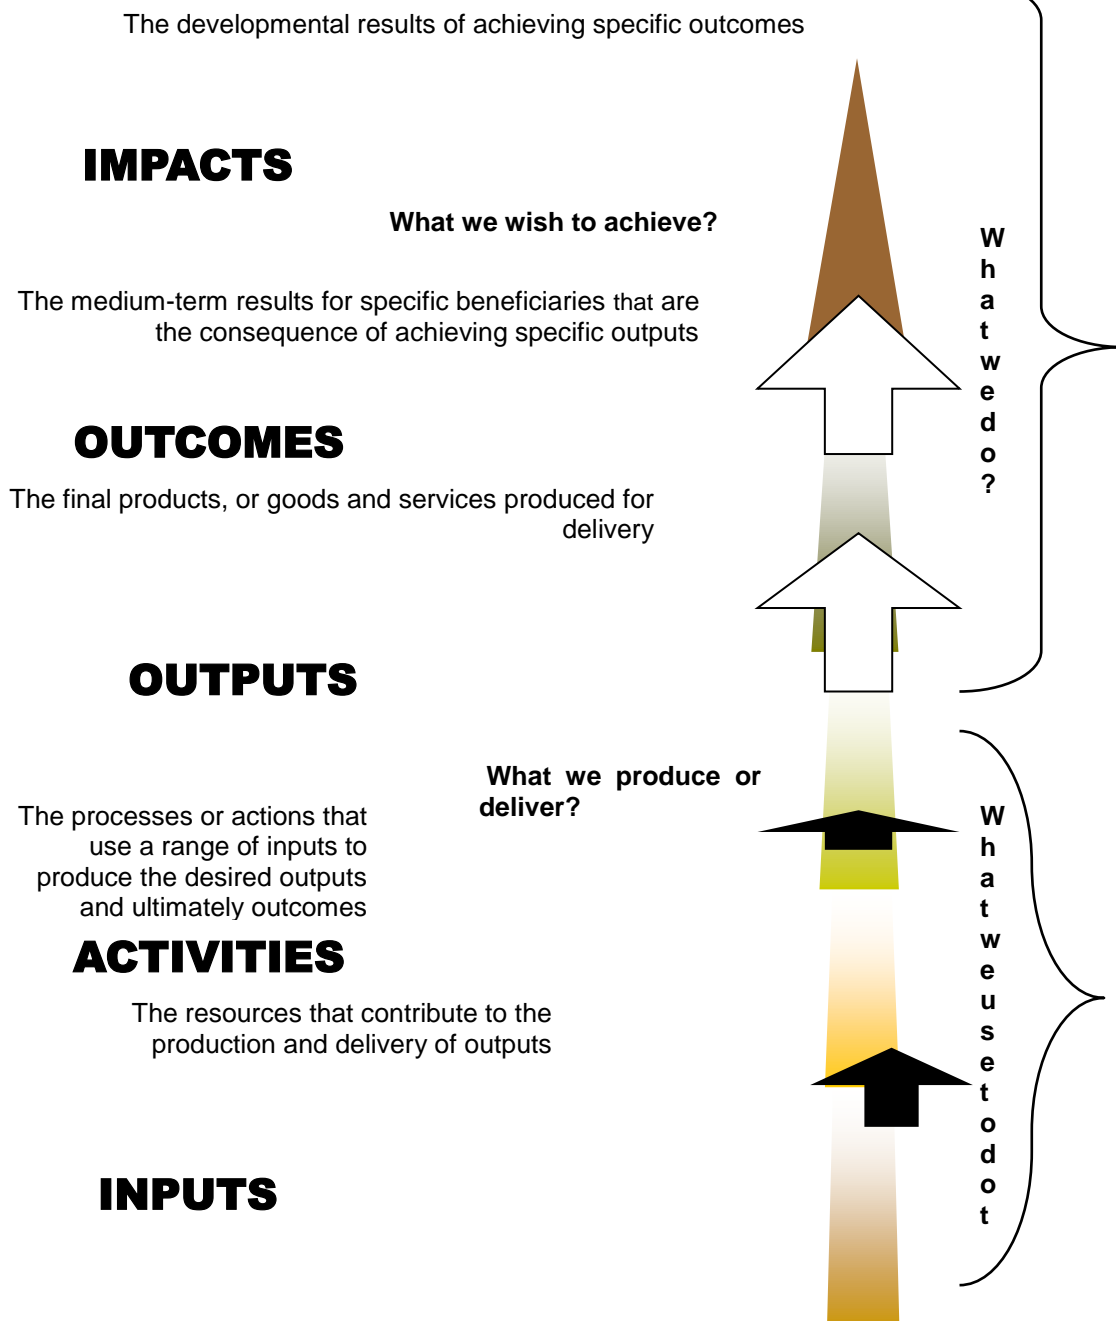 The developmental results of achieving specific outcomes
IMPACTS
What we wish to achieve?
The medium-term results for specific beneficiaries that are
the consequence of achieving specific outputs
OUTCOMES
The final products, or goods and services produced for
delivery
OUTPUTS
What we produce or
deliver?
The processes or actions that
use a range of inputs to
produce the desired outputs
and ultimately outcomes
ACTIVITIES
The resources that contribute to the
production and delivery of outputs
INPUTS
W
h
a
t
w
e
d
o
?
W
h
a
t
w
e
u
s
e
t
o
d
o
t